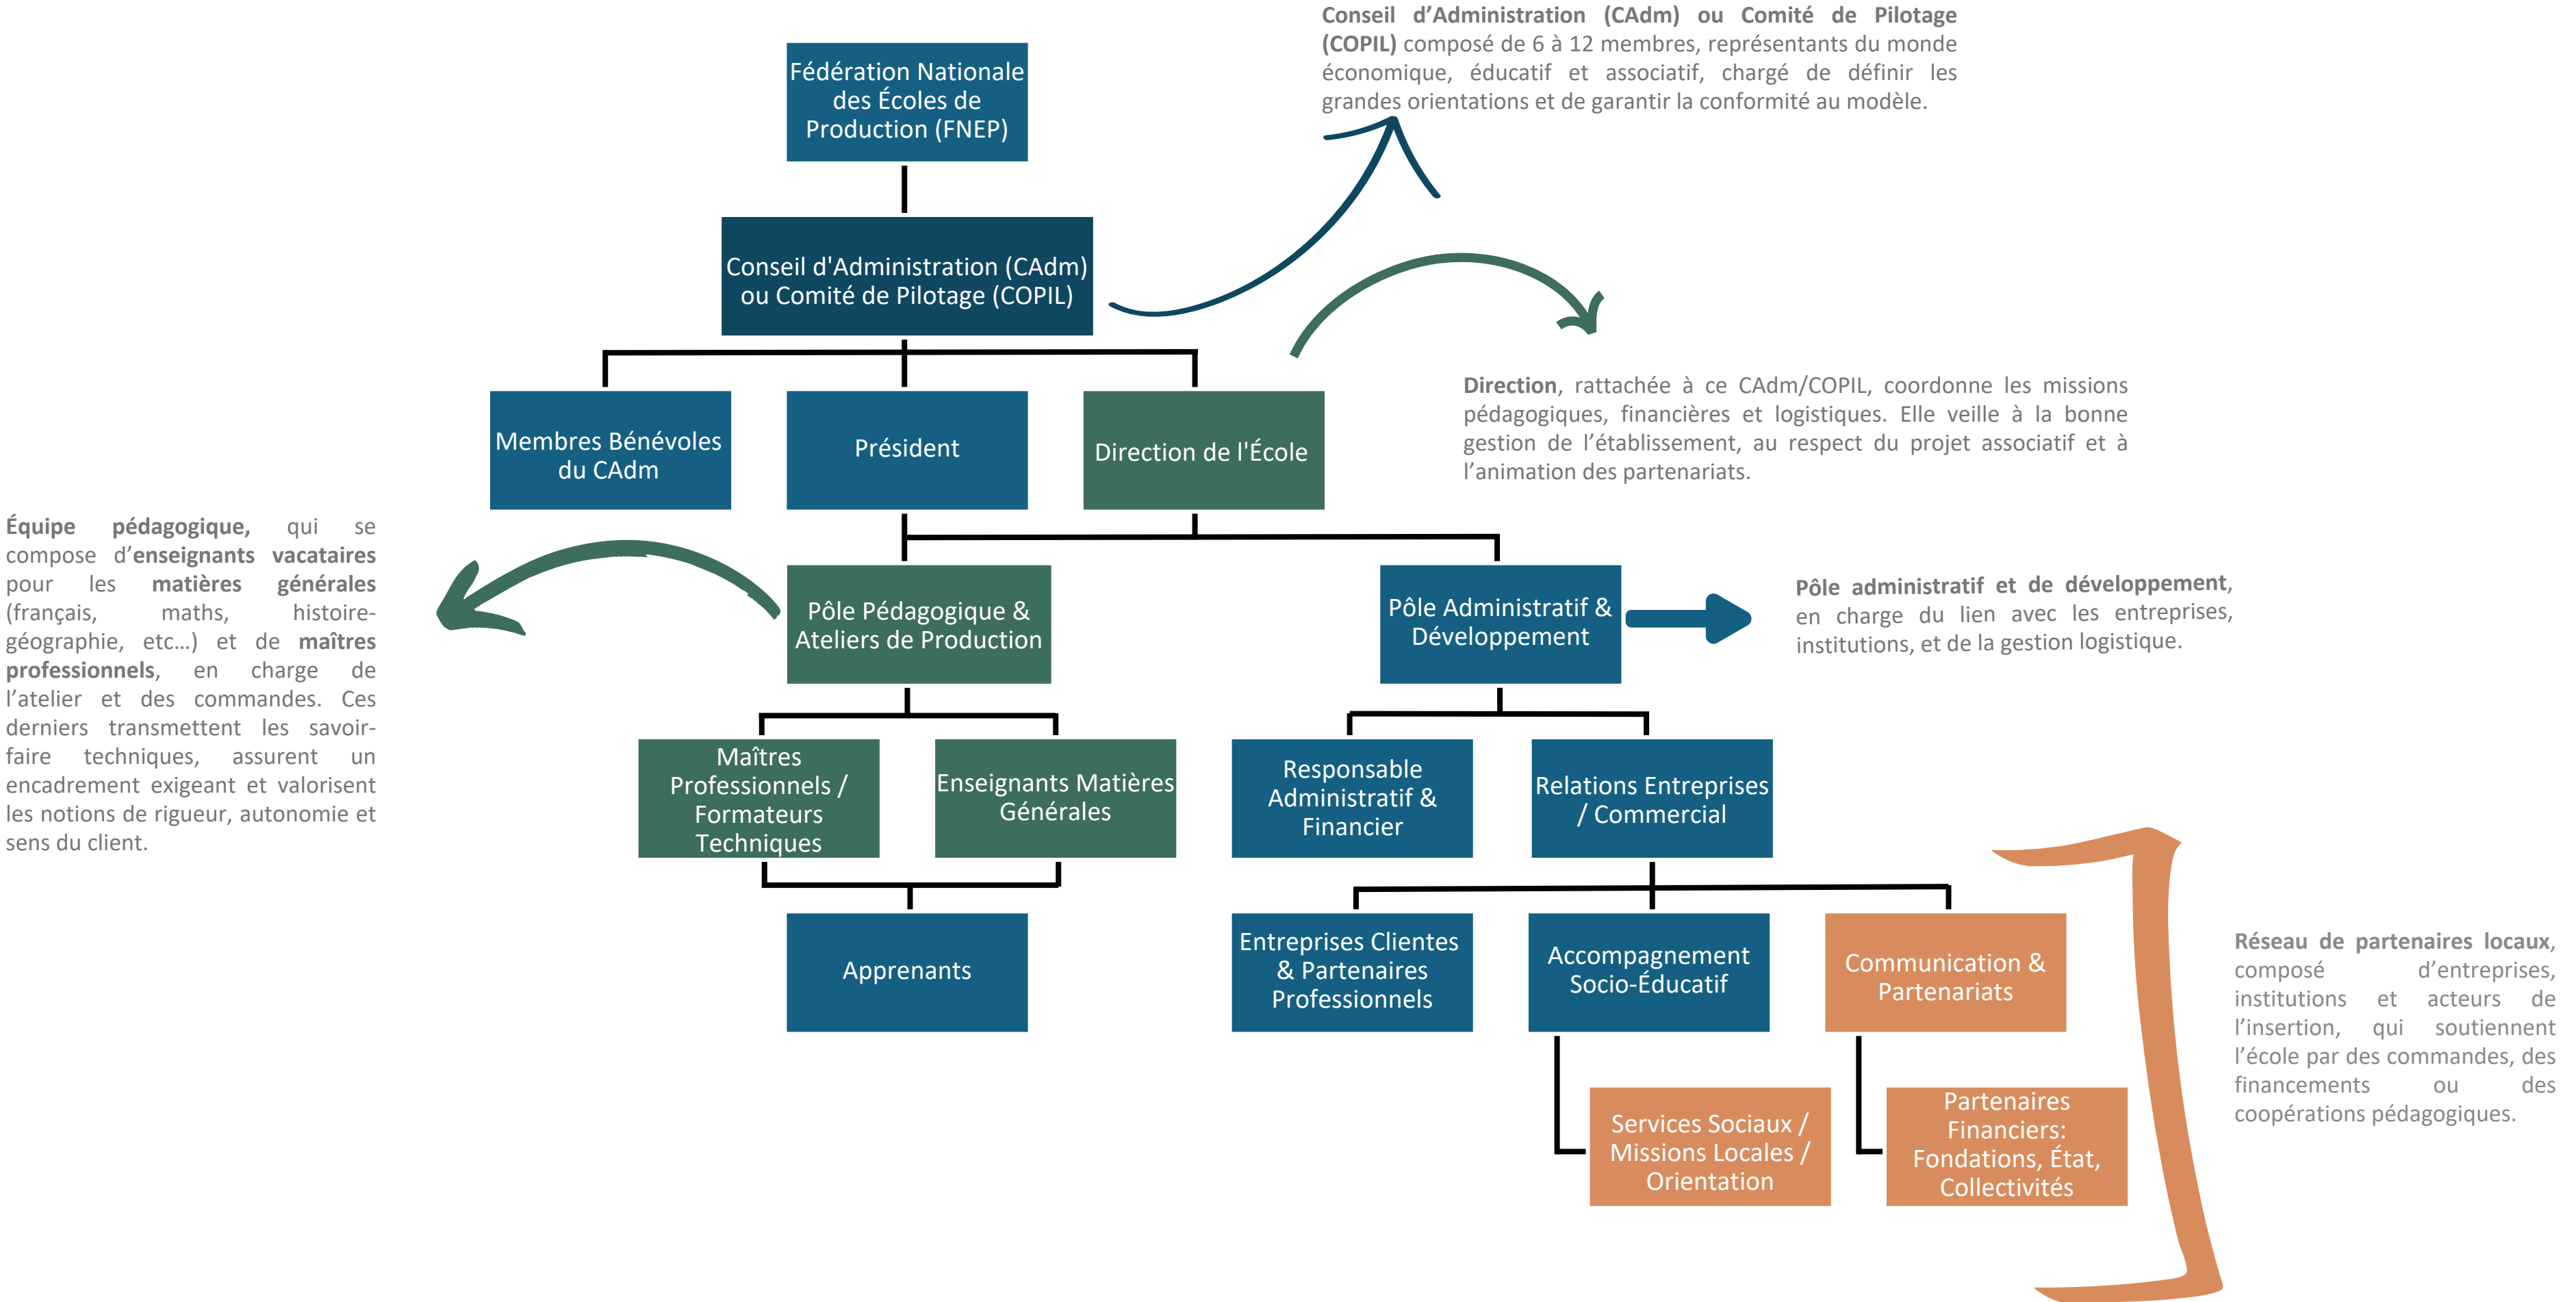 Conseil d'Administration (CAdm) ou Comité de Pilotage
(COPIL) composé de 6 à 12 membres, représentants du monde
économique, éducatif et associatif, chargé de définir les
grandes orientations et de garantir la conformité au modèle.
Fédération Nationale
des Écoles de
Production (FNEP)
Conseil d'Administration (CAdm)
ou Comité de Pilotage (COPIL)
Membres Bénévoles
du CAdm
Président
Direction de l'École
Direction, rattachée à ce CAdm/COPIL, coordonne les missions
pédagogiques, financières et logistiques. Elle veille à la bonne
gestion de l'établissement, au respect du projet associatif et à
l'animation des partenariats.
Équipe pédagogique, qui se
compose d'enseignants vacataires
pour les matières générales
(français, maths, histoire-
géographie, etc…) et de maîtres
professionnels, en charge de
l'atelier et des commandes. Ces
derniers transmettent les savoir-
faire techniques, assurent un
encadrement exigeant et valorisent
les notions de rigueur, autonomie et
sens du client.
Pôle Pédagogique &
Ateliers de Production
Pôle Administratif &
Développement
Pôle administratif et de développement,
en charge du lien avec les entreprises,
institutions, et de la gestion logistique.
Maîtres
Professionnels /
Formateurs
Techniques
Enseignants Matières
Générales
Responsable
Administratif &
Financier
Relations Entreprises
/ Commercial
Apprenants
Entreprises Clientes
& Partenaires
Professionnels
Accompagnement
Socio-Éducatif
Communication &
Partenariats
Réseau de partenaires locaux,
composé d'entreprises,
institutions et acteurs de
l'insertion, qui soutiennent
l'école par des commandes, des
financements ou des
coopérations pédagogiques.
Services Sociaux /
Missions Locales /
Orientation
Partenaires
Financiers:
Fondations, État,
Collectivités